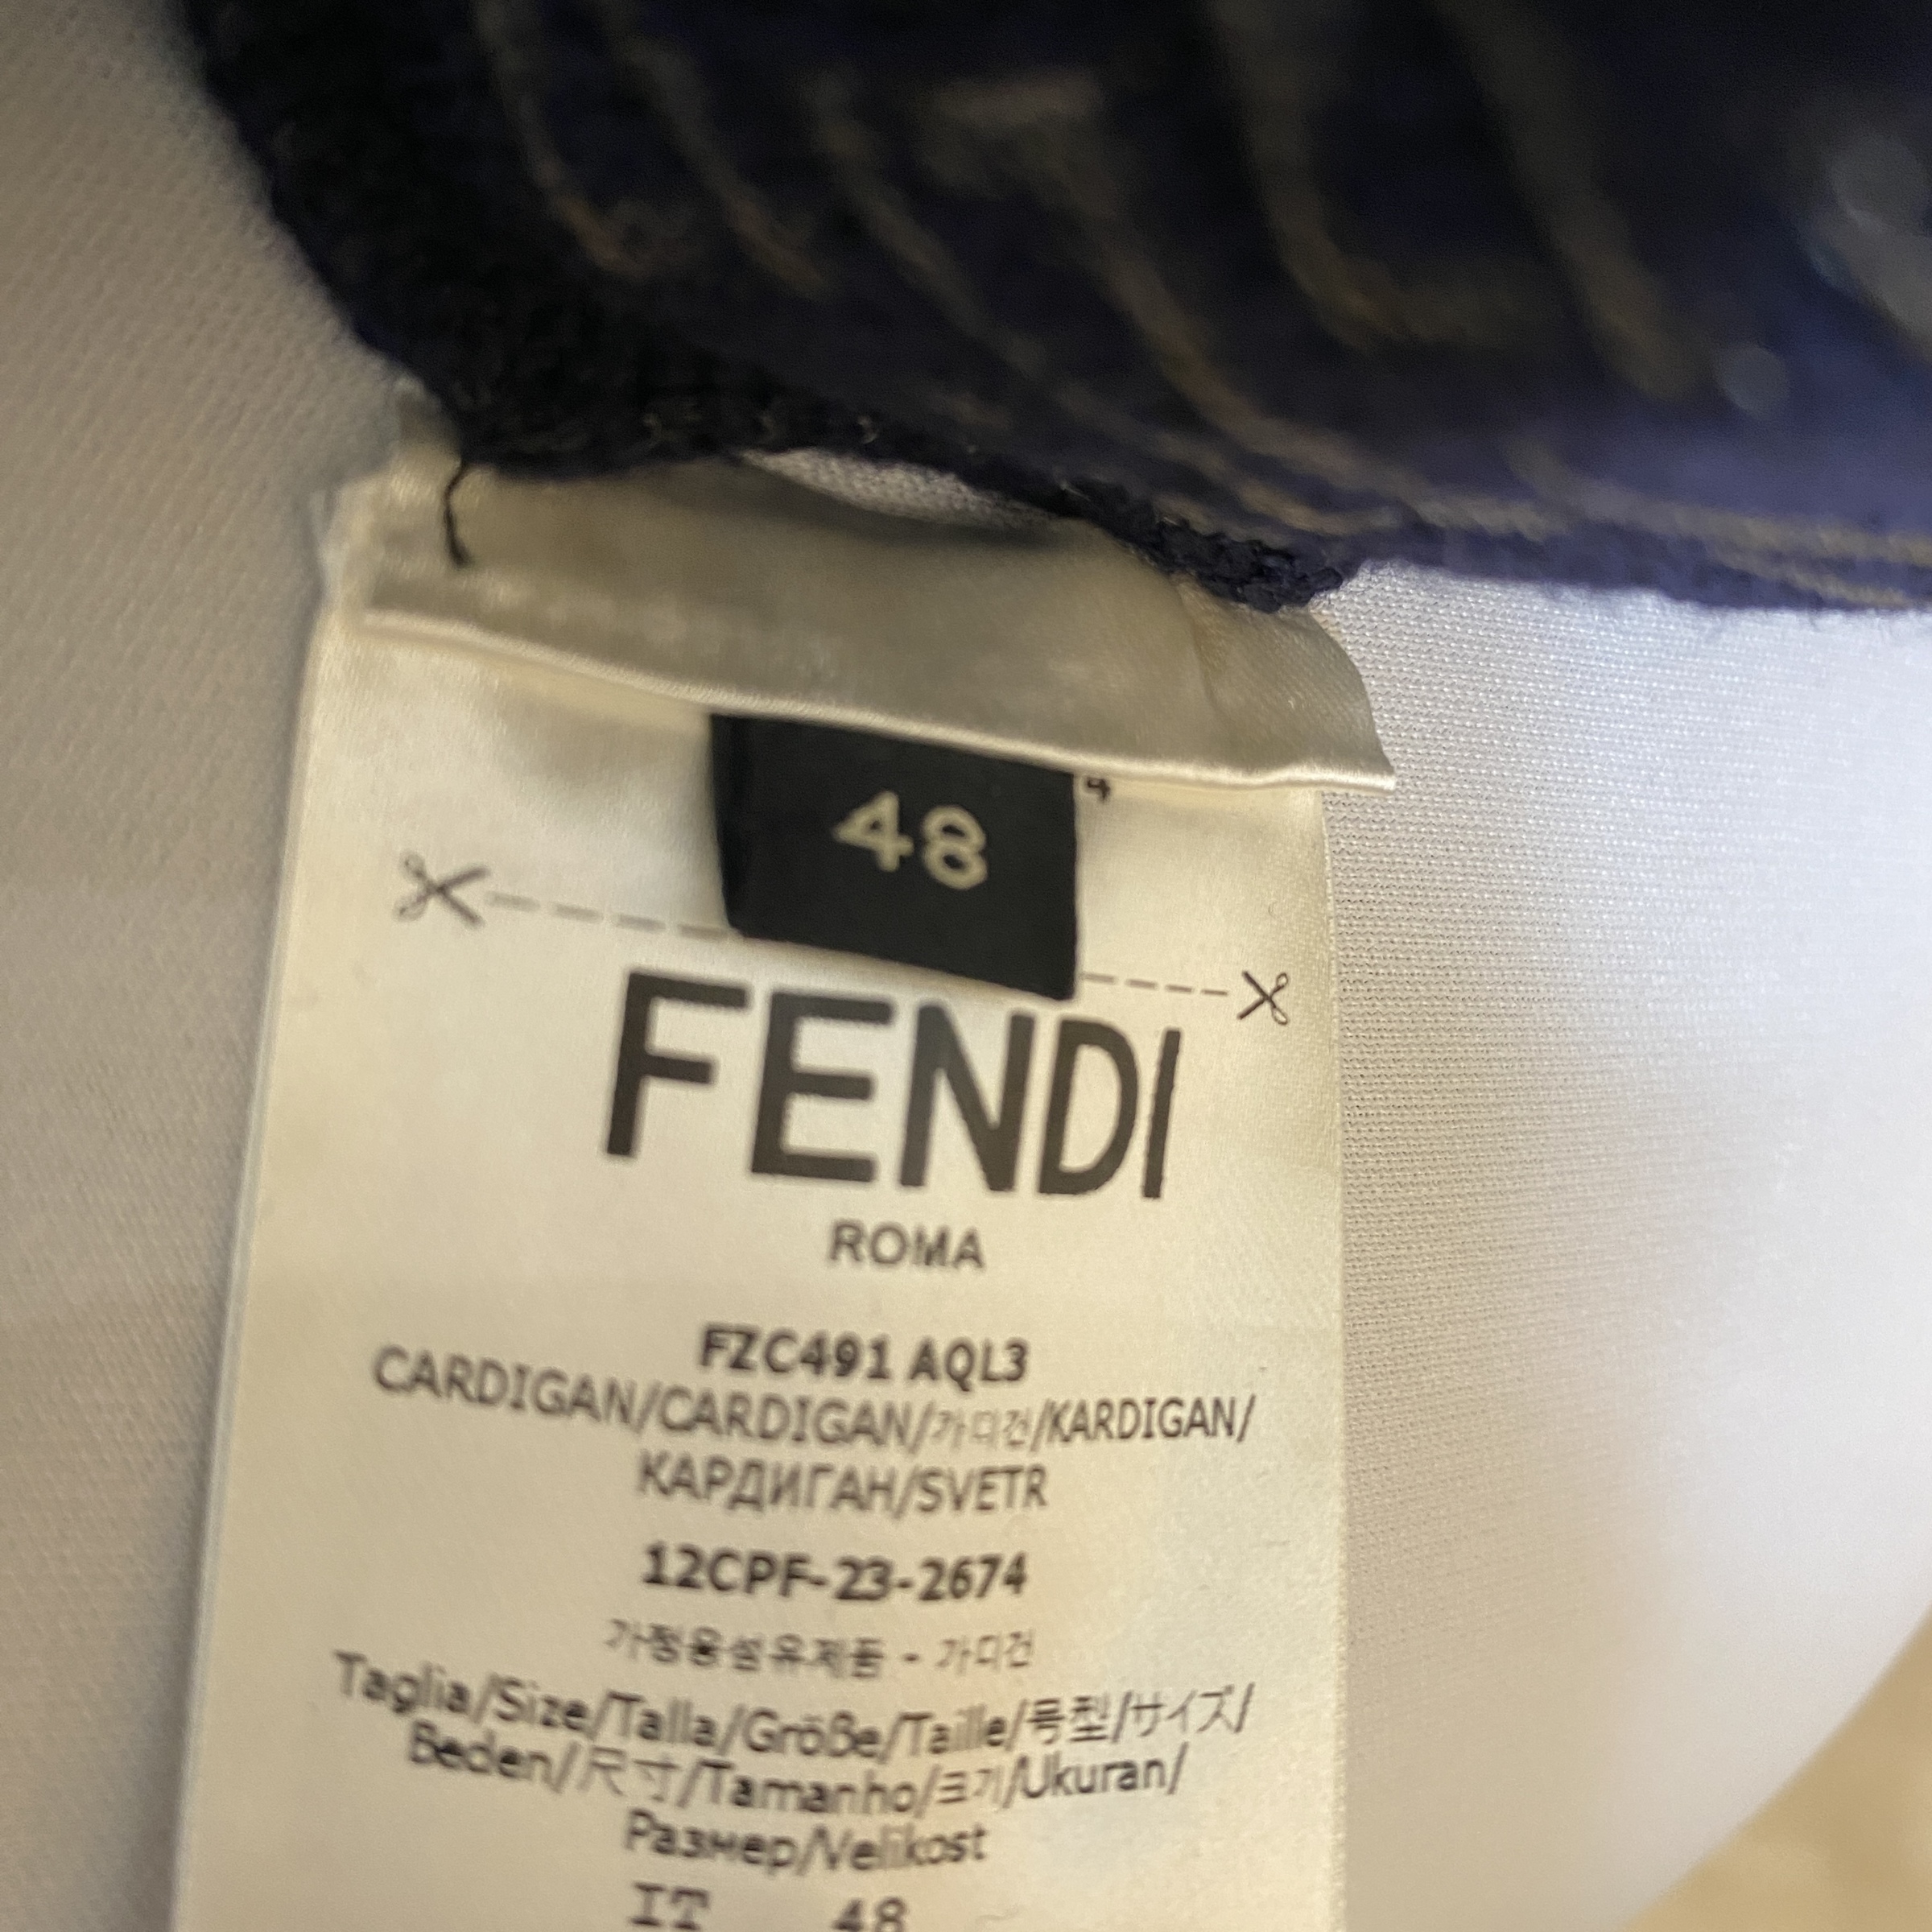 48
FENDI
ROMA
FZC491 AQL3
CARDIGAN/CARDIGAN/가디건/KARDIGAN/
КАРДИГАН/SVETR
12CPF-23-2674
가정용섬유제품 - 가디건
Taglia/Size/Talla/Größe/Taille/号型/サイズ/
Beden/尺寸/Tamanho/크기/Ukuran/
Размер/Velikost
IT 48